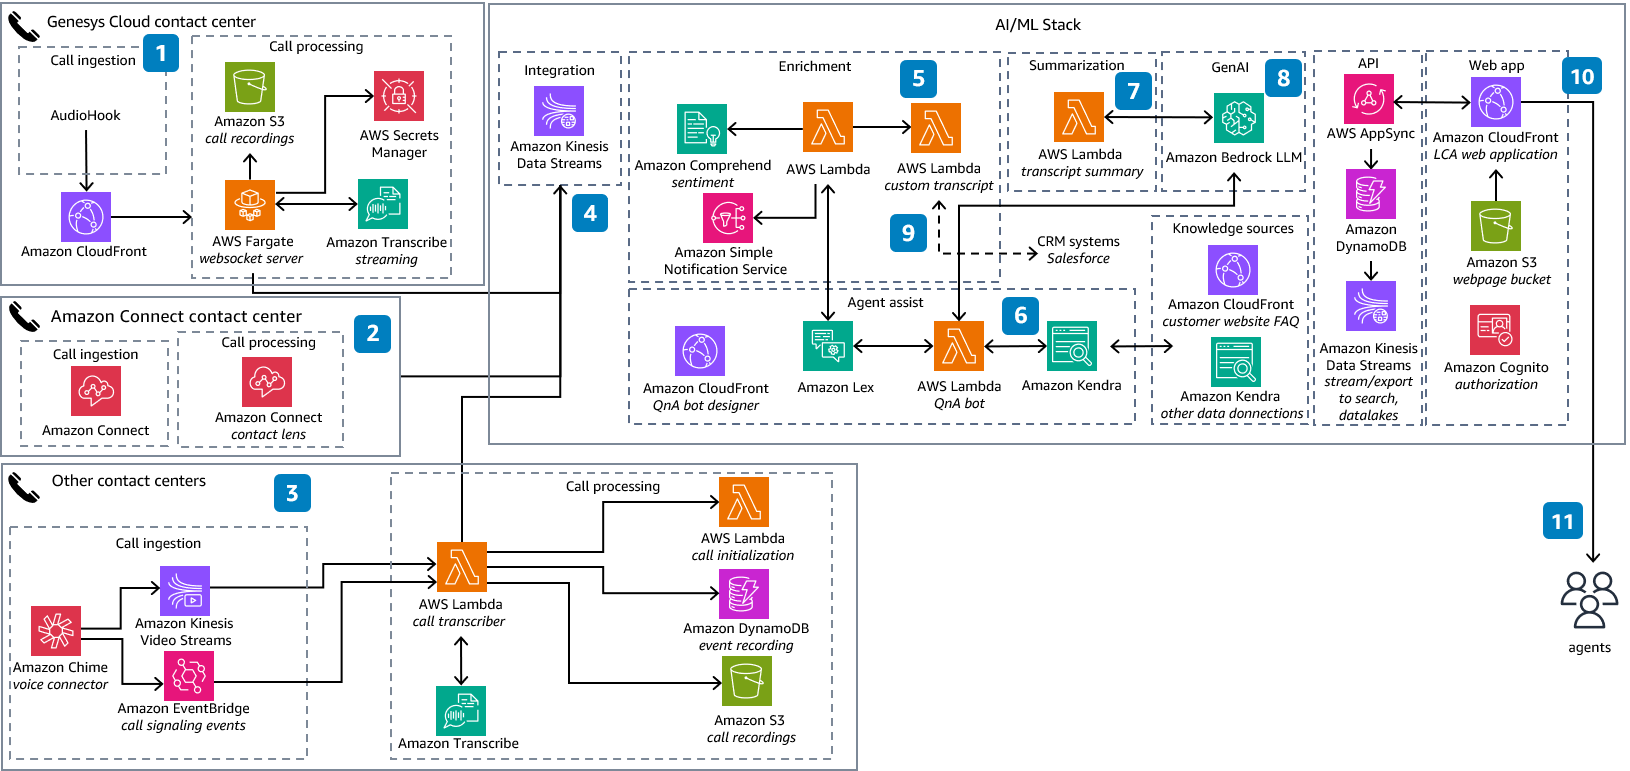 Genesys Cloud contact center
1
Call ingestion
AudioHook
Amazon CloudFront
Call processing
Amazon S3
call recordings
AWS Secrets
Manager
AWS Fargate
websocket server
Amazon Transcribe
streaming
Amazon Connect contact center
2
Call ingestion
Amazon Connect
Call processing
Amazon Connect
contact lens
Other contact centers
3
Call ingestion
Amazon Chime
voice connector
Amazon Kinesis
Video Streams
Amazon EventBridge
call signaling events
Call processing
AWS Lambda
call transcriber
Amazon Transcribe
AWS Lambda
call initialization
Amazon DynamoDB
event recording
Amazon S3
call recordings
AI/ML Stack
Integration
Amazon Kinesis
Data Streams
4
Enrichment
5
Amazon Comprehend
sentiment
AWS Lambda
AWS Lambda
custom transcript
Amazon Simple
Notification Service
9
CRM systems
Salesforce
Agent assist
6
Amazon CloudFront
QnA bot designer
Amazon Lex
AWS Lambda
QnA bot
Amazon Kendra
Summarization
7
AWS Lambda
transcript summary
GenAI
8
Amazon Bedrock LLM
Knowledge sources
Amazon CloudFront
customer website FAQ
Amazon Kendra
other data donnections
API
AWS AppSync
Amazon
DynamoDB
Amazon Kinesis
Data Streams
stream/export
to search,
datalakes
Web app
10
Amazon CloudFront
LCA web application
Amazon S3
webpage bucket
Amazon Cognito
authorization
11
agents